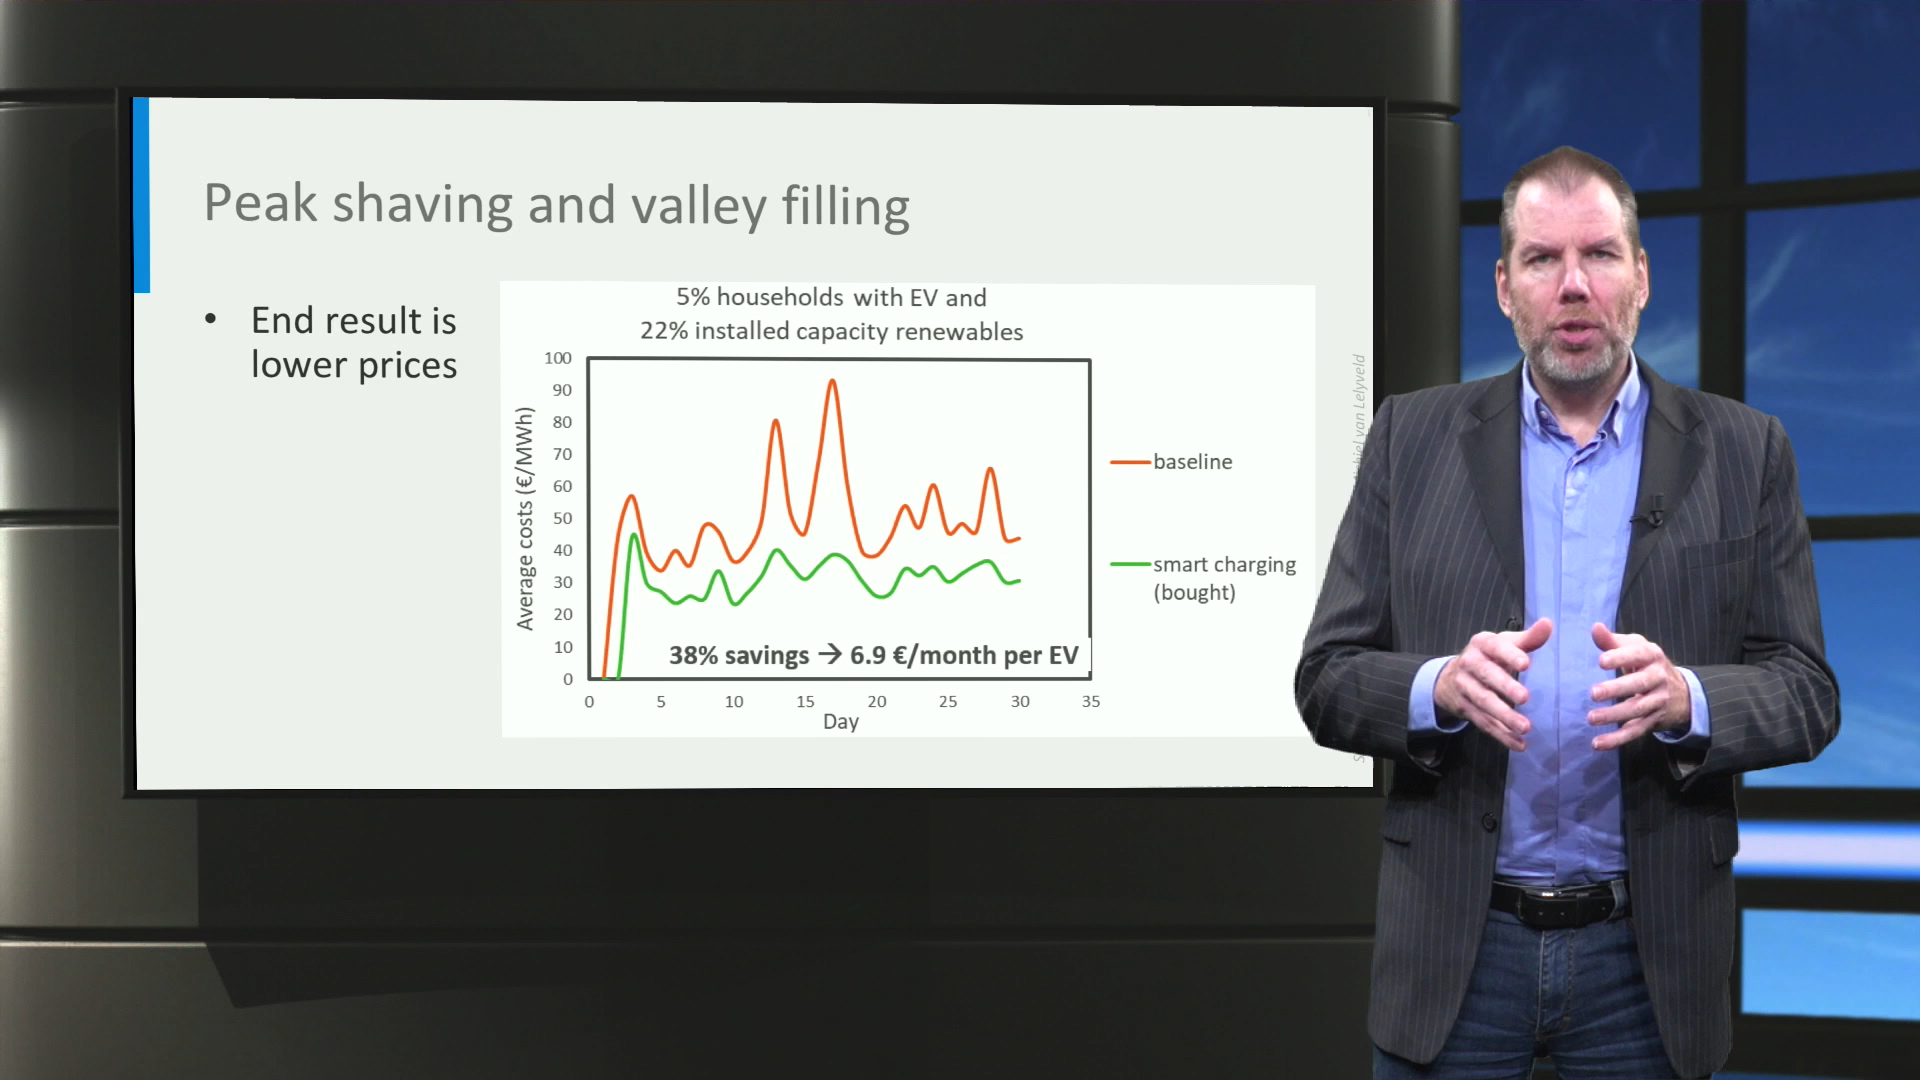 Peak shaving and valley filling
• End result is
lower prices
5% households with EV and
22% installed capacity renewables
100
90
80
70
60
50
40
30
20
10
0
Average costs (€/MWh)
38% savings → 6.9 €/month per EV
0 5 10 15 20 25 30 35
Day
baseline
smart charging
(bought)
van Lelyveld